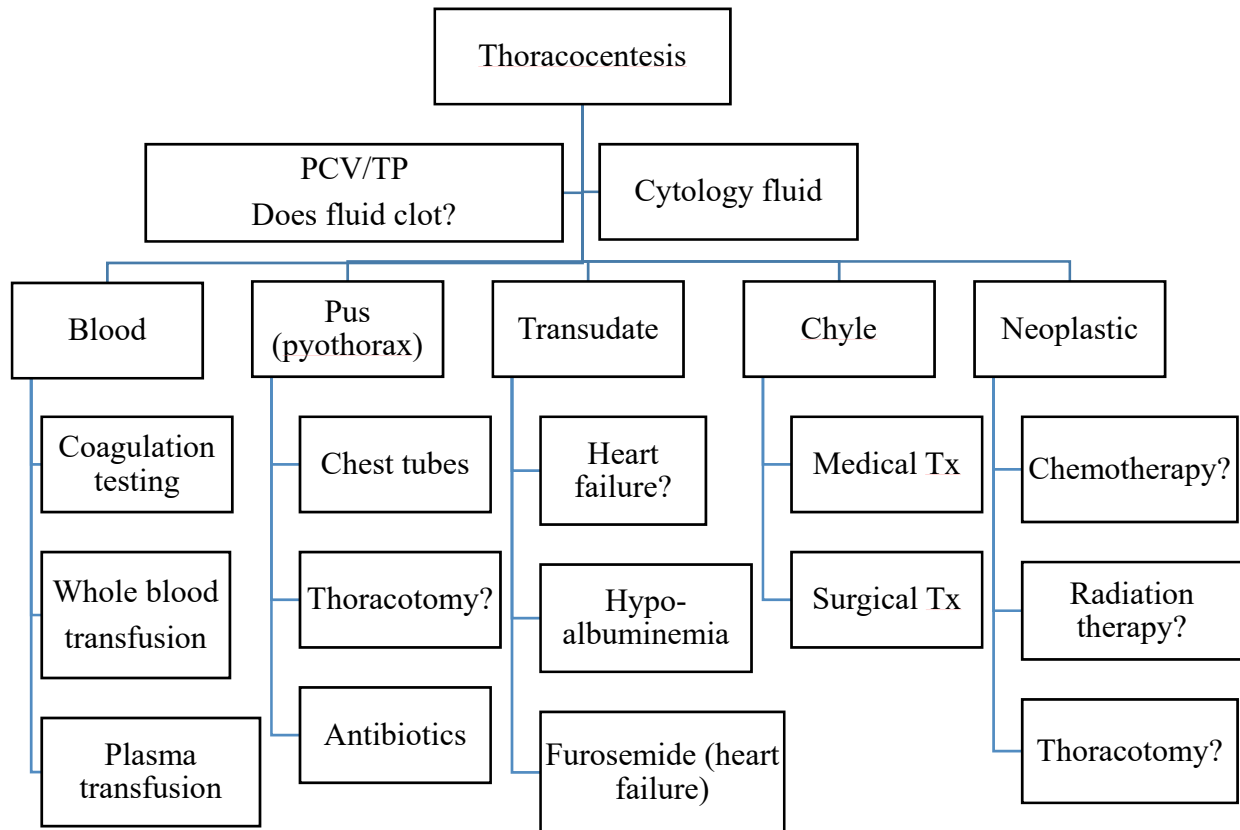 Thoracocentesis
PCV/TP
Does fluid clot?
Cytology fluid
Blood
Pus
(pyothorax)
Transudate
Chyle
Neoplastic
Coagulation
testing
Whole blood
transfusion
Plasma
transfusion
Chest tubes
Thoracotomy?
Antibiotics
Heart
failure?
Hypo-
albuminemia
Furosemide (heart
failure)
Medical Tx
Surgical Tx
Chemotherapy?
Radiation
therapy?
Thoracotomy?